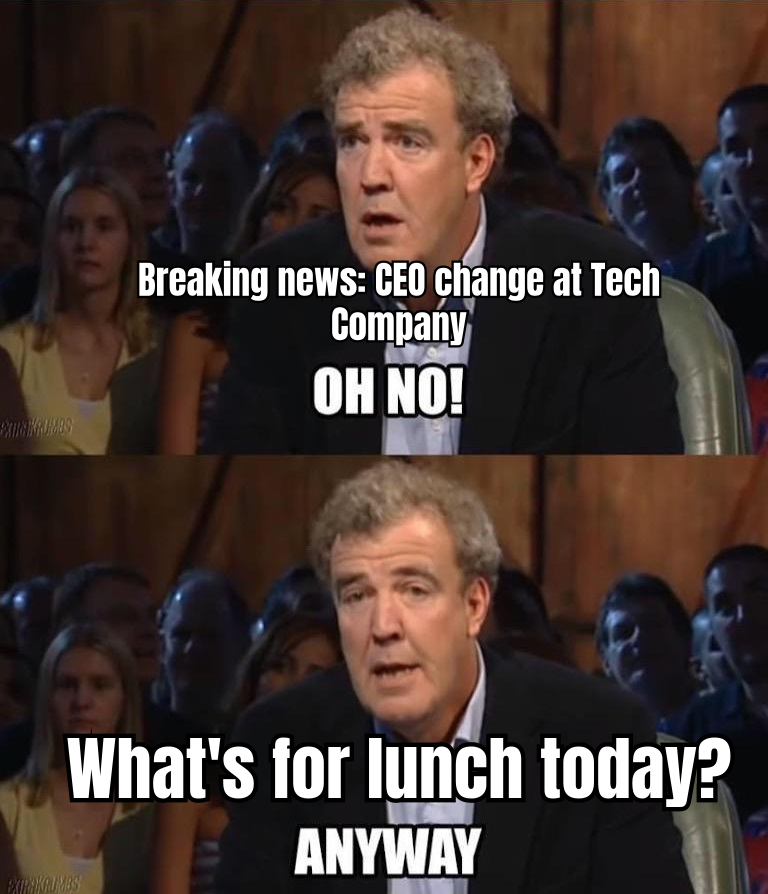 Breaking news: CEO change at Tech
Company
OH NO!
What's for lunch today?
ANYWAY